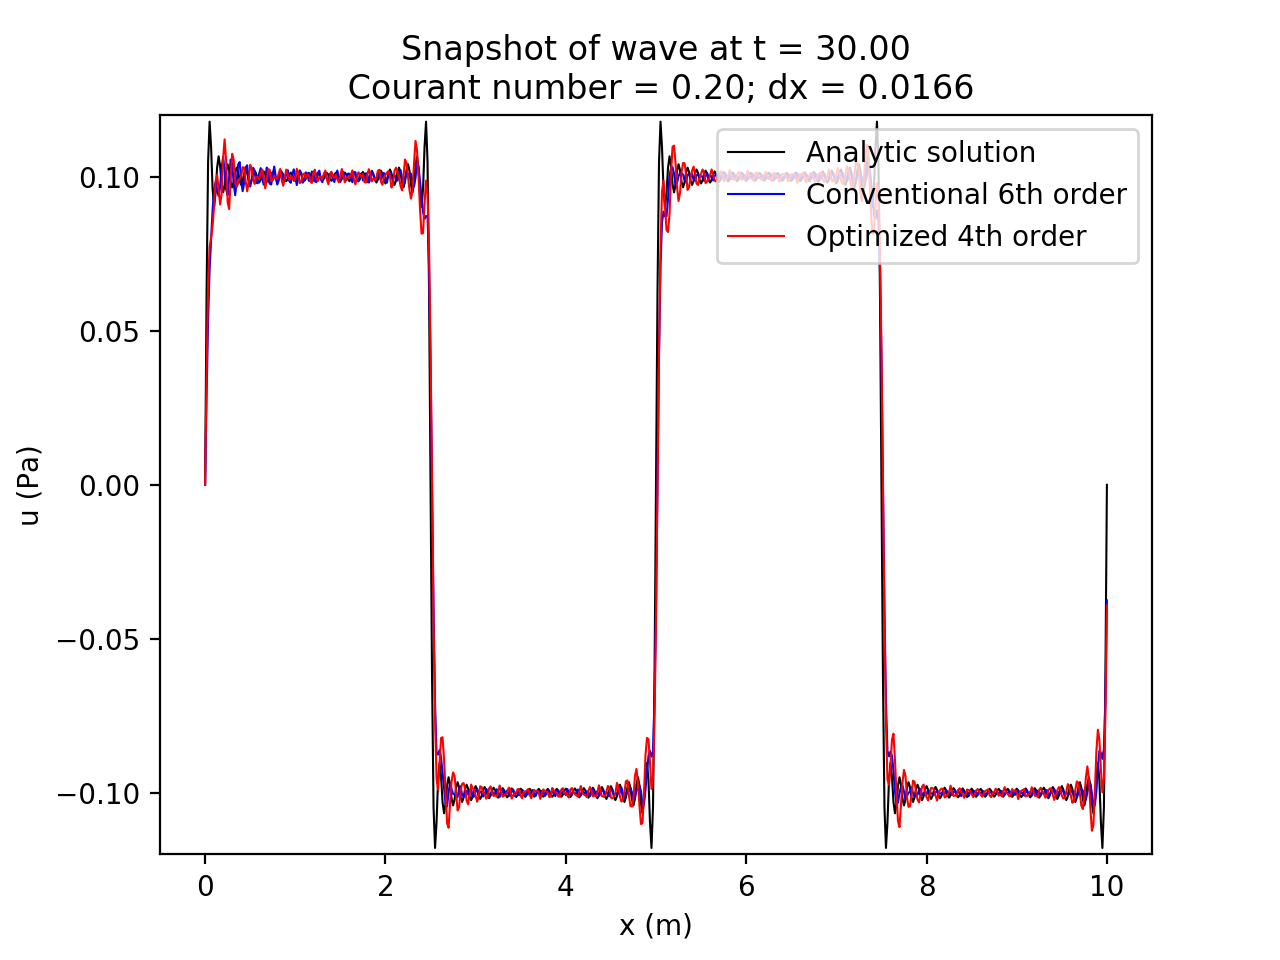 Snapshot of wave at t = 30.00
Courant number = 0.20; dx = 0.0166
Analytic solution
Conventional 6th order
Optimized 4th order
u (Pa)
0.10
0.05
0.00
−0.05
−0.10
0 2 4 6 8 10
x (m)